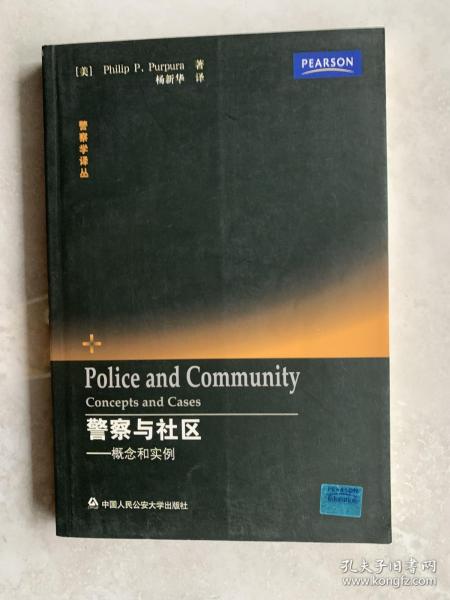 [美] Philip P. Purpura 著
杨新华 译
PEARSON
警察学译丛
Police and Community
Concepts and Cases
警察与社区
——概念和实例
中国人民公安大学出版社
PEARSON
Education
孔夫子旧书网
www.kongfz.com